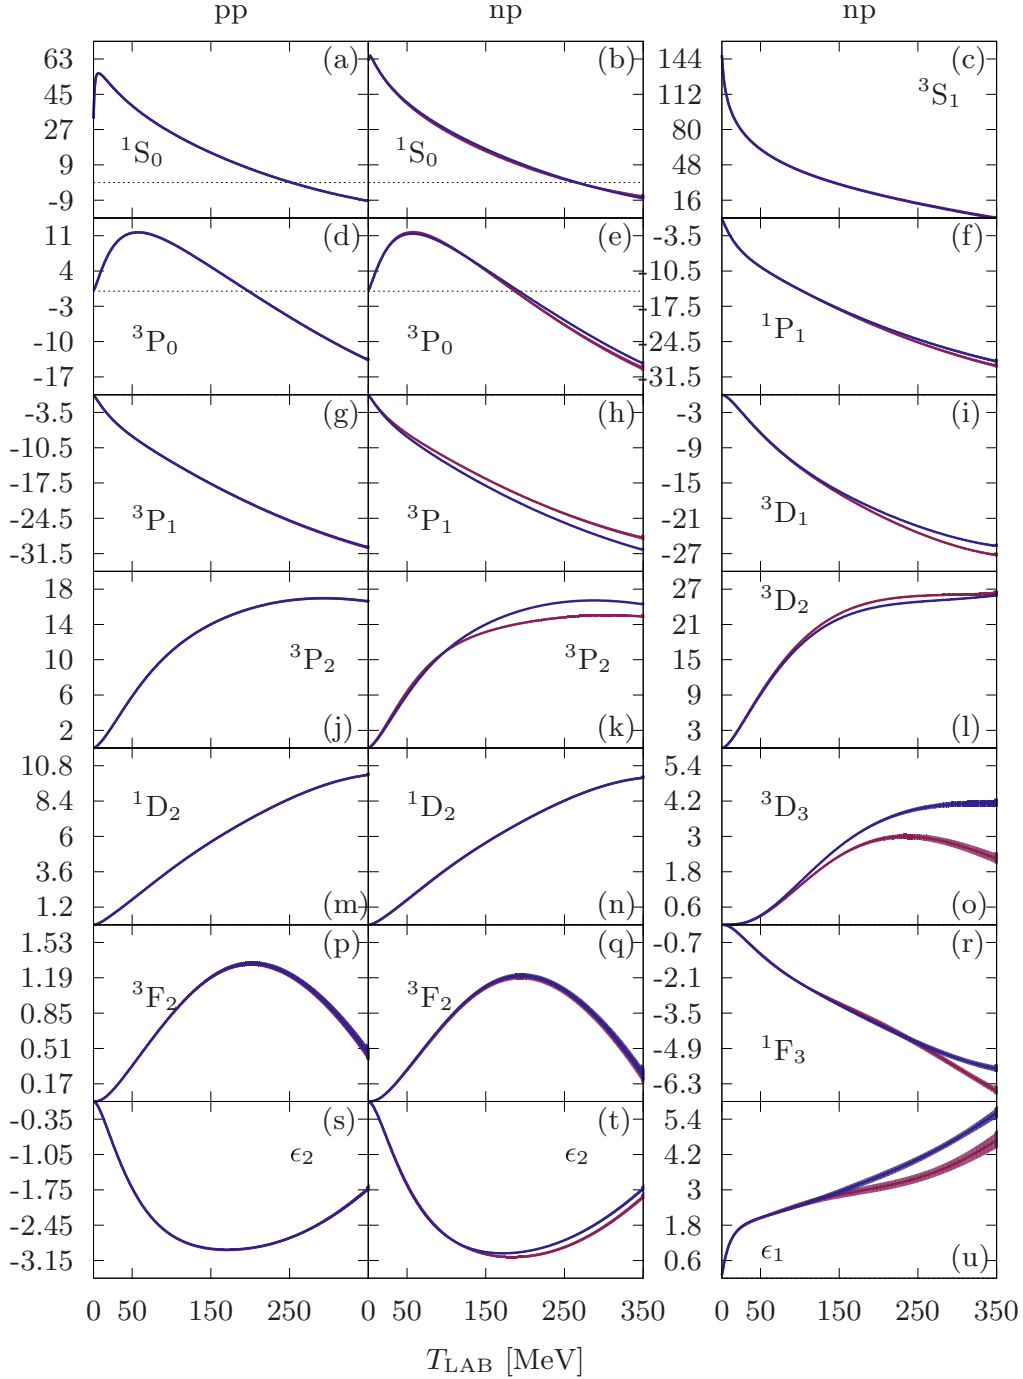 pp np np
63 (a) (b) 144 (c)
45 112 ³S₁
27 80
9 ¹S₀ ¹S₀ 48
-9 16
11 (d) (e) -3.5 (f)
4 -10.5
-3 -17.5
-10 ³P₀ ³P₀ -24.5 ¹P₁
-17 -31.5
-3.5 (g) (h) -3 (i)
-10.5 -9
-17.5 -15
-24.5 ³P₁ ³P₁ -21 ³D₁
-31.5 -27
18 27 ³D₂
14 21
10 ³P₂ ³P₂ 15
6 9
2 (j) (k) 3 (l)
10.8 5.4
8.4 ¹D₂ ¹D₂ 4.2 ³D₃
6 3
3.6 1.8
1.2 (m) (n) 0.6 (o)
1.53 (p) (q) -0.7 (r)
1.19 ³F₂ ³F₂ -2.1
0.85 -3.5
0.51 -4.9 ¹F₃
0.17 -6.3
-0.35 (s) (t) 5.4
-1.05 ϵ₂ ϵ₂ 4.2
-1.75 3
-2.45 1.8
-3.15 0.6 ϵ₁ (u)
0 150 250 0 50 150 250 350 0 50 150 250 350
T_LAB [MeV]